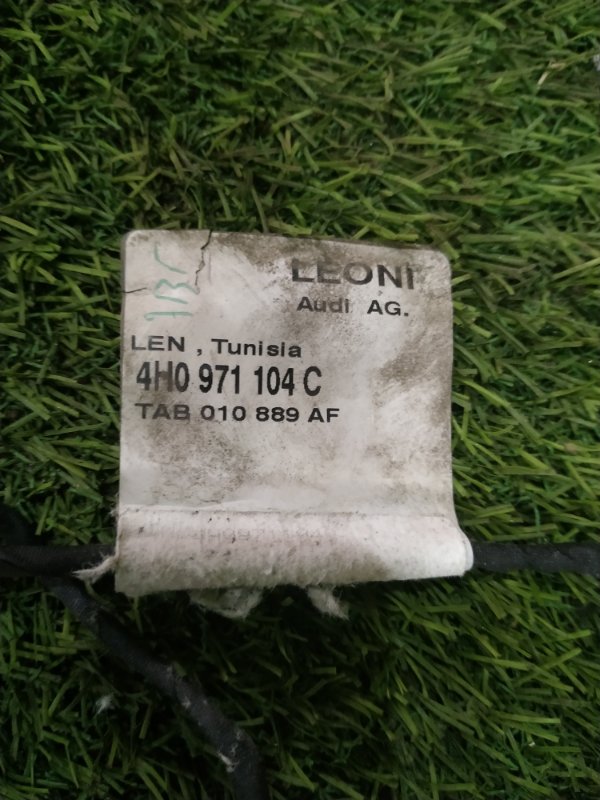 LEONI
Audi AG.
LEN , Tunisia
4H0 971 104 C
TAB 010 889 AF